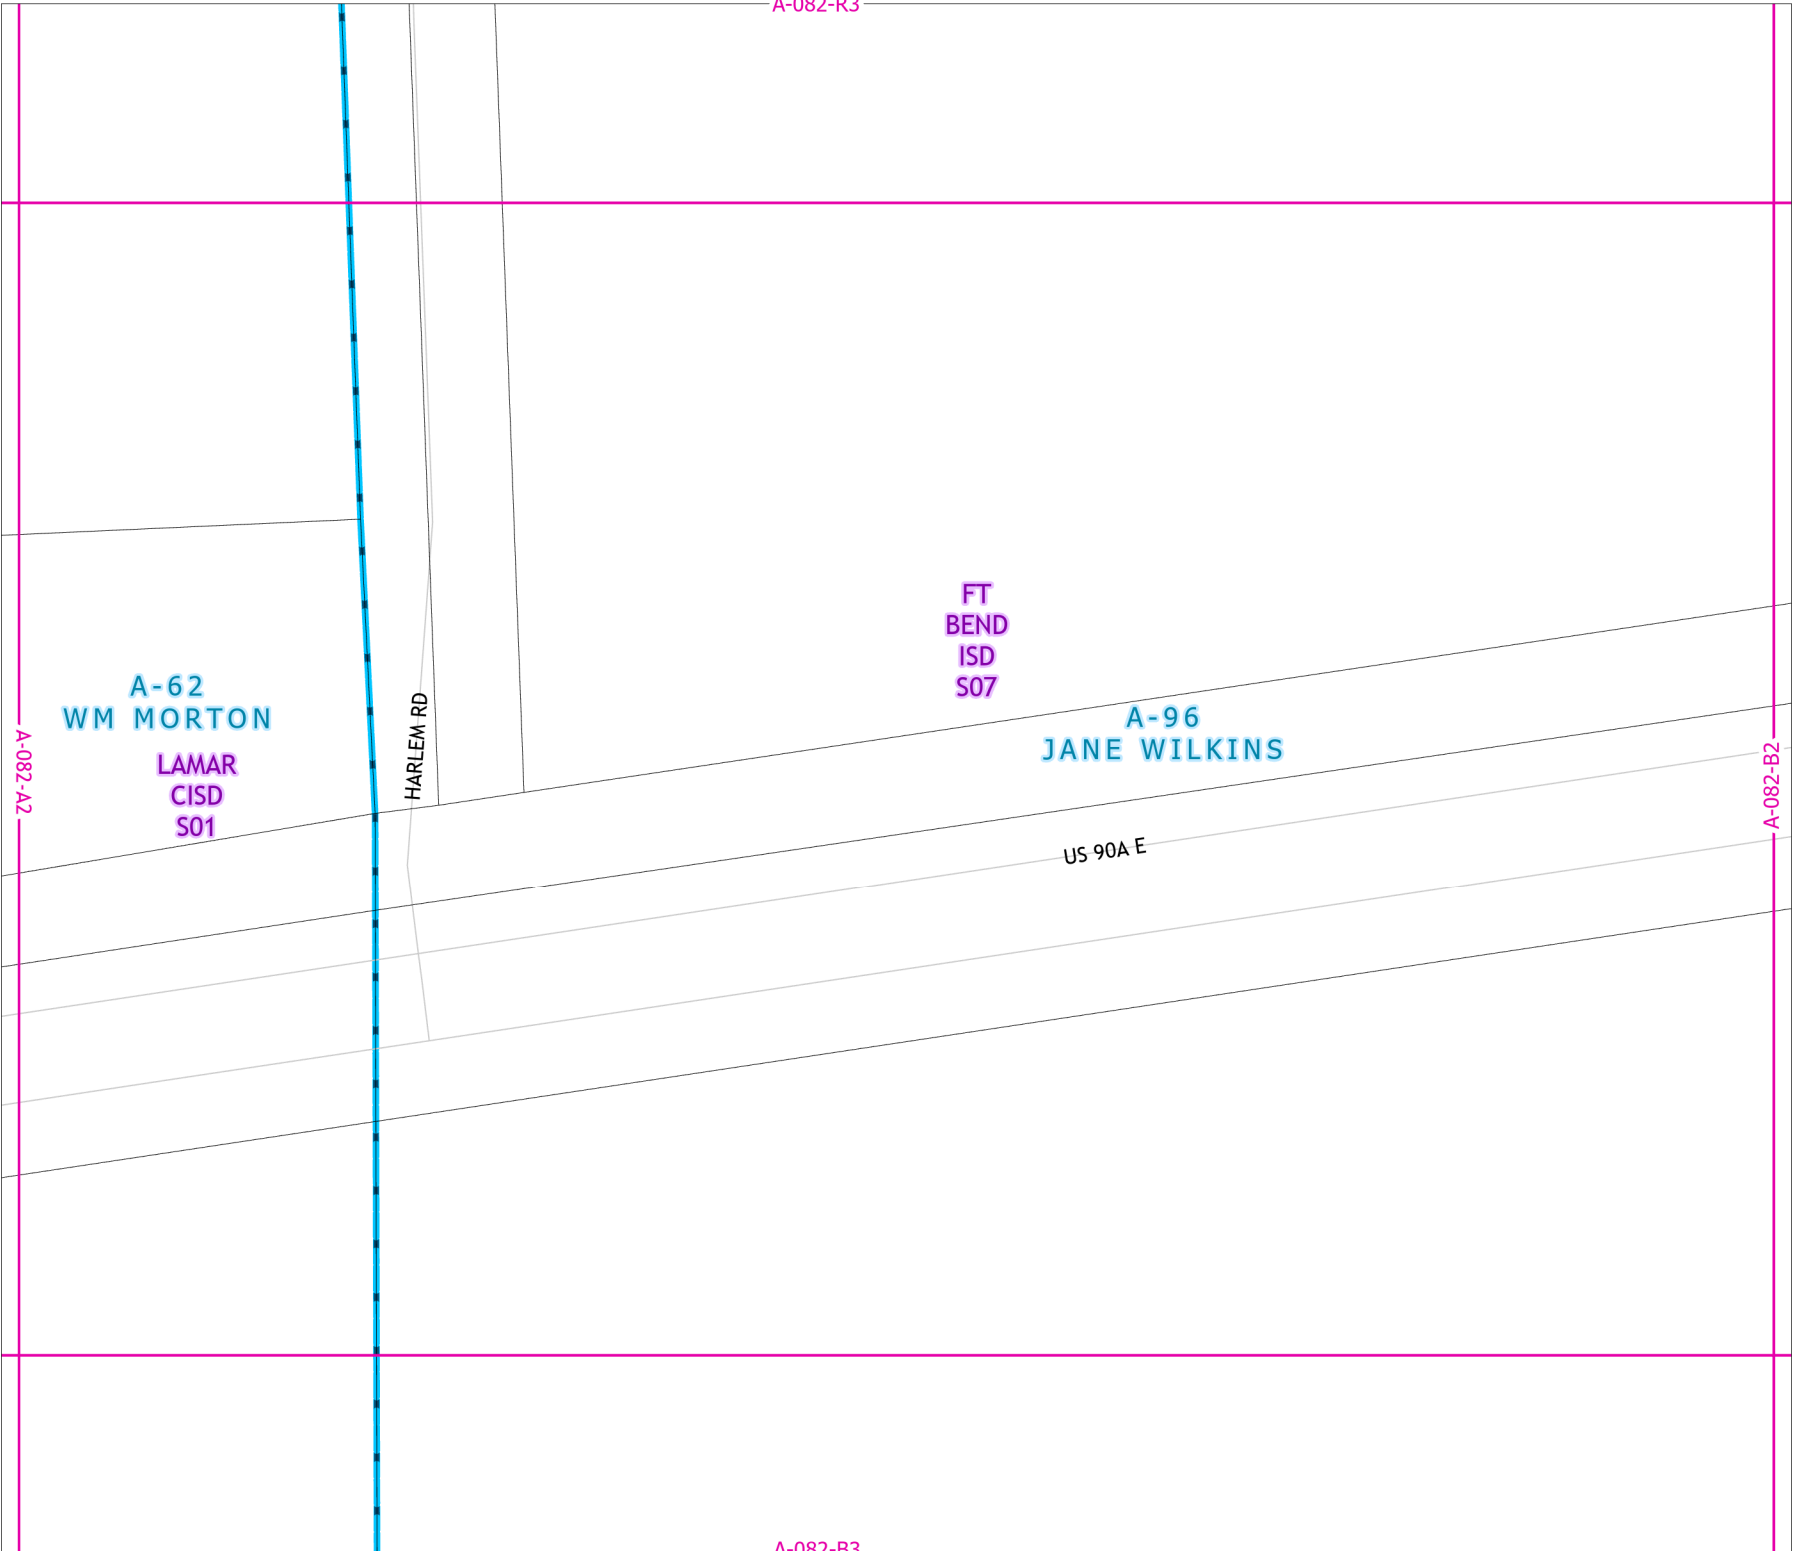 A-082-R3
FT
BEND
ISD
S07
A-62
WM MORTON
HARLEM RD
A-96
JANE WILKINS
A-082-A2
LAMAR
CISD
S01
A-082-B2
US 90A E
A-082-B3